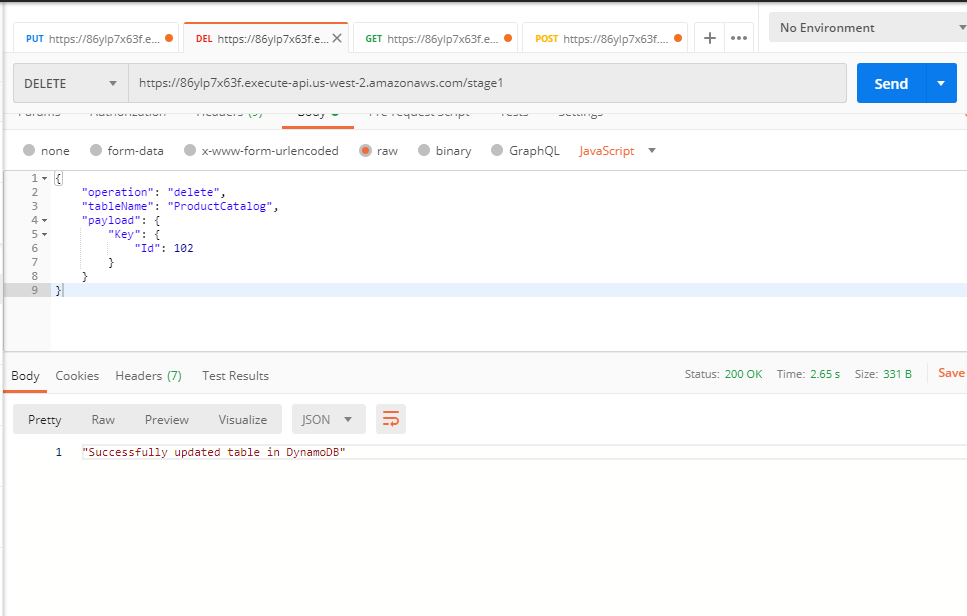 PUT https://86ylp7x63f.e... DEL https://86ylp7x63f.e... GET https://86ylp7x63f.e... POST https://86ylp7x63f.... No Environment
DELETE https://86ylp7x63f.execute-api.us-west-2.amazonaws.com/stage1 Send
Params Authorization Headers (9) Body Pre-request Script Tests Settings
none form-data x-www-form-urlencoded raw binary GraphQL JavaScript
1 {
2 "operation": "delete",
3 "tableName": "ProductCatalog",
4 "payload": {
5 "Key": {
6 "Id": 102
7 }
8 }
9 }
Body Cookies Headers (7) Test Results Status: 200 OK Time: 2.65 s Size: 331 B Save
Pretty Raw Preview Visualize JSON
1 "Successfully updated table in DynamoDB"